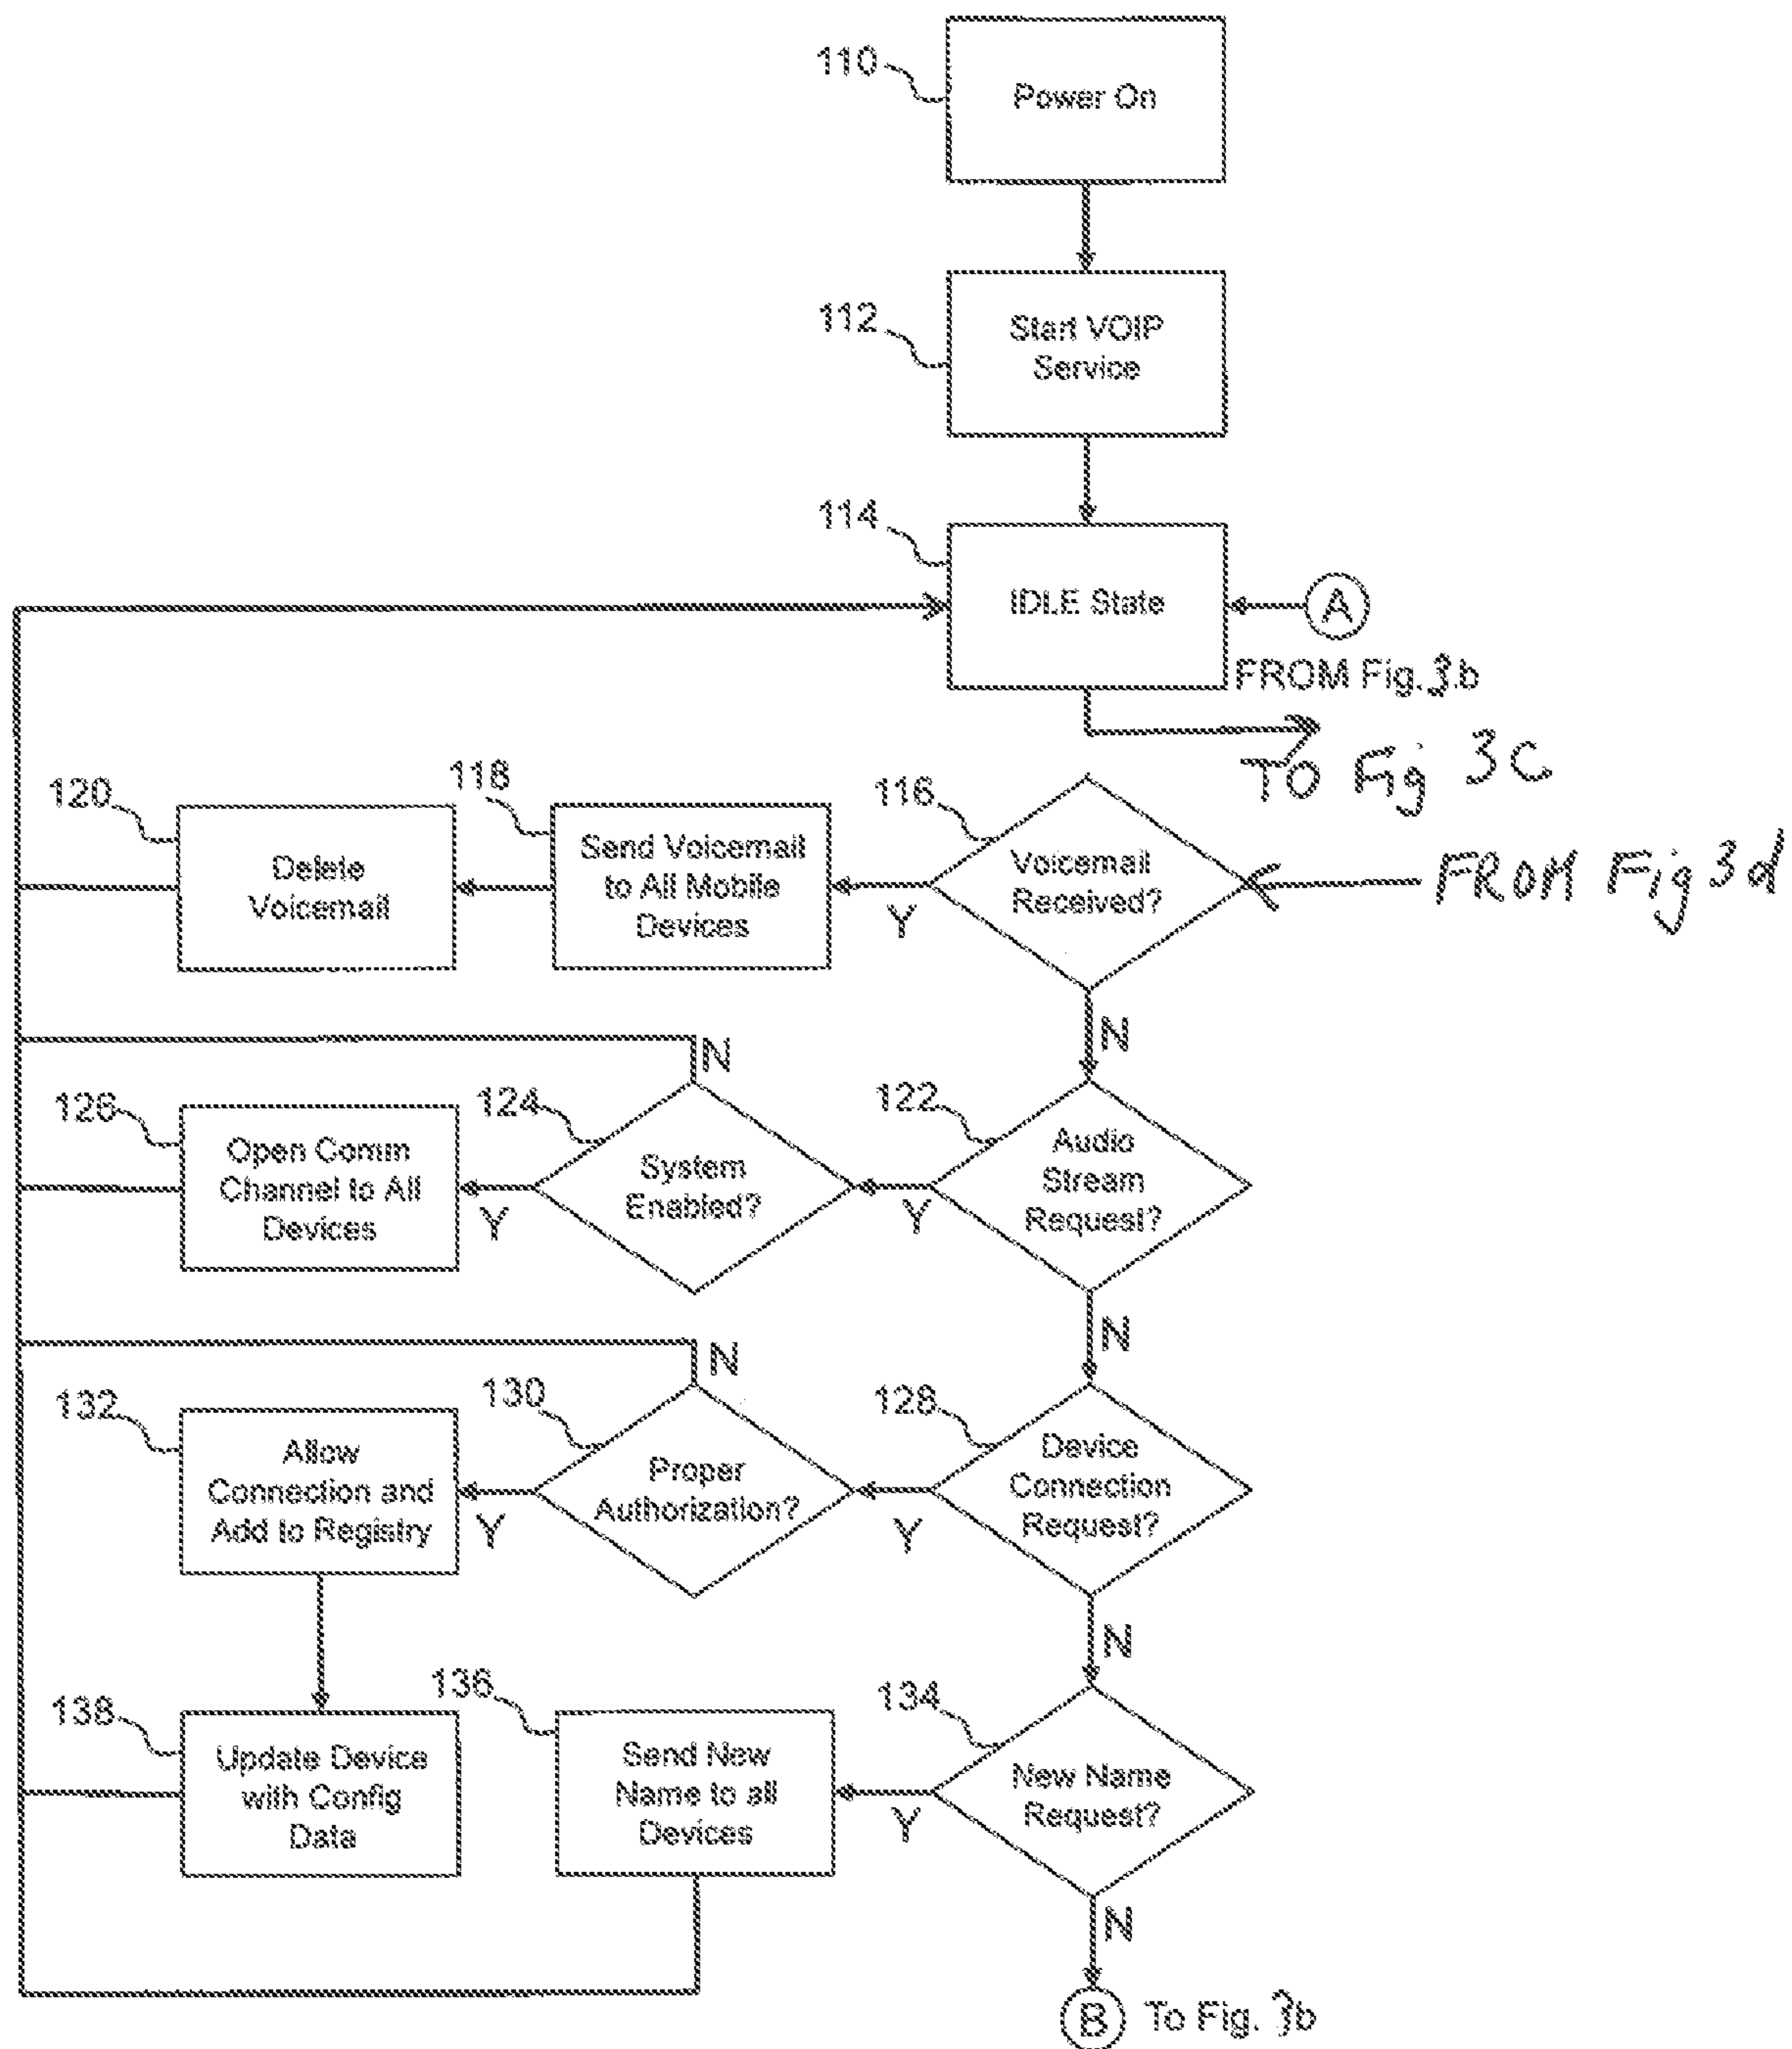 110
Power On
112
Start VOIP
Service
114
IDLE State
A
FROM Fig. 3.b
TO Fig 3C
120
Delete
Voicemail
118
Send Voicemail
to All Mobile
Devices
116
Voicemail
Received?
FROM Fig 3d
Y
N
N
126
Open Comm
Channel to All
Devices
Y
124
System
Enabled?
Y
122
Audio
Stream
Request?
N
N
132
Allow
Connection and
Add to Registry
Y
130
Proper
Authorization?
Y
128
Device
Connection
Request?
N
138
Update Device
with Config
Data
136
Send New
Name to all
Devices
Y
134
New Name
Request?
N
B To Fig. 3b